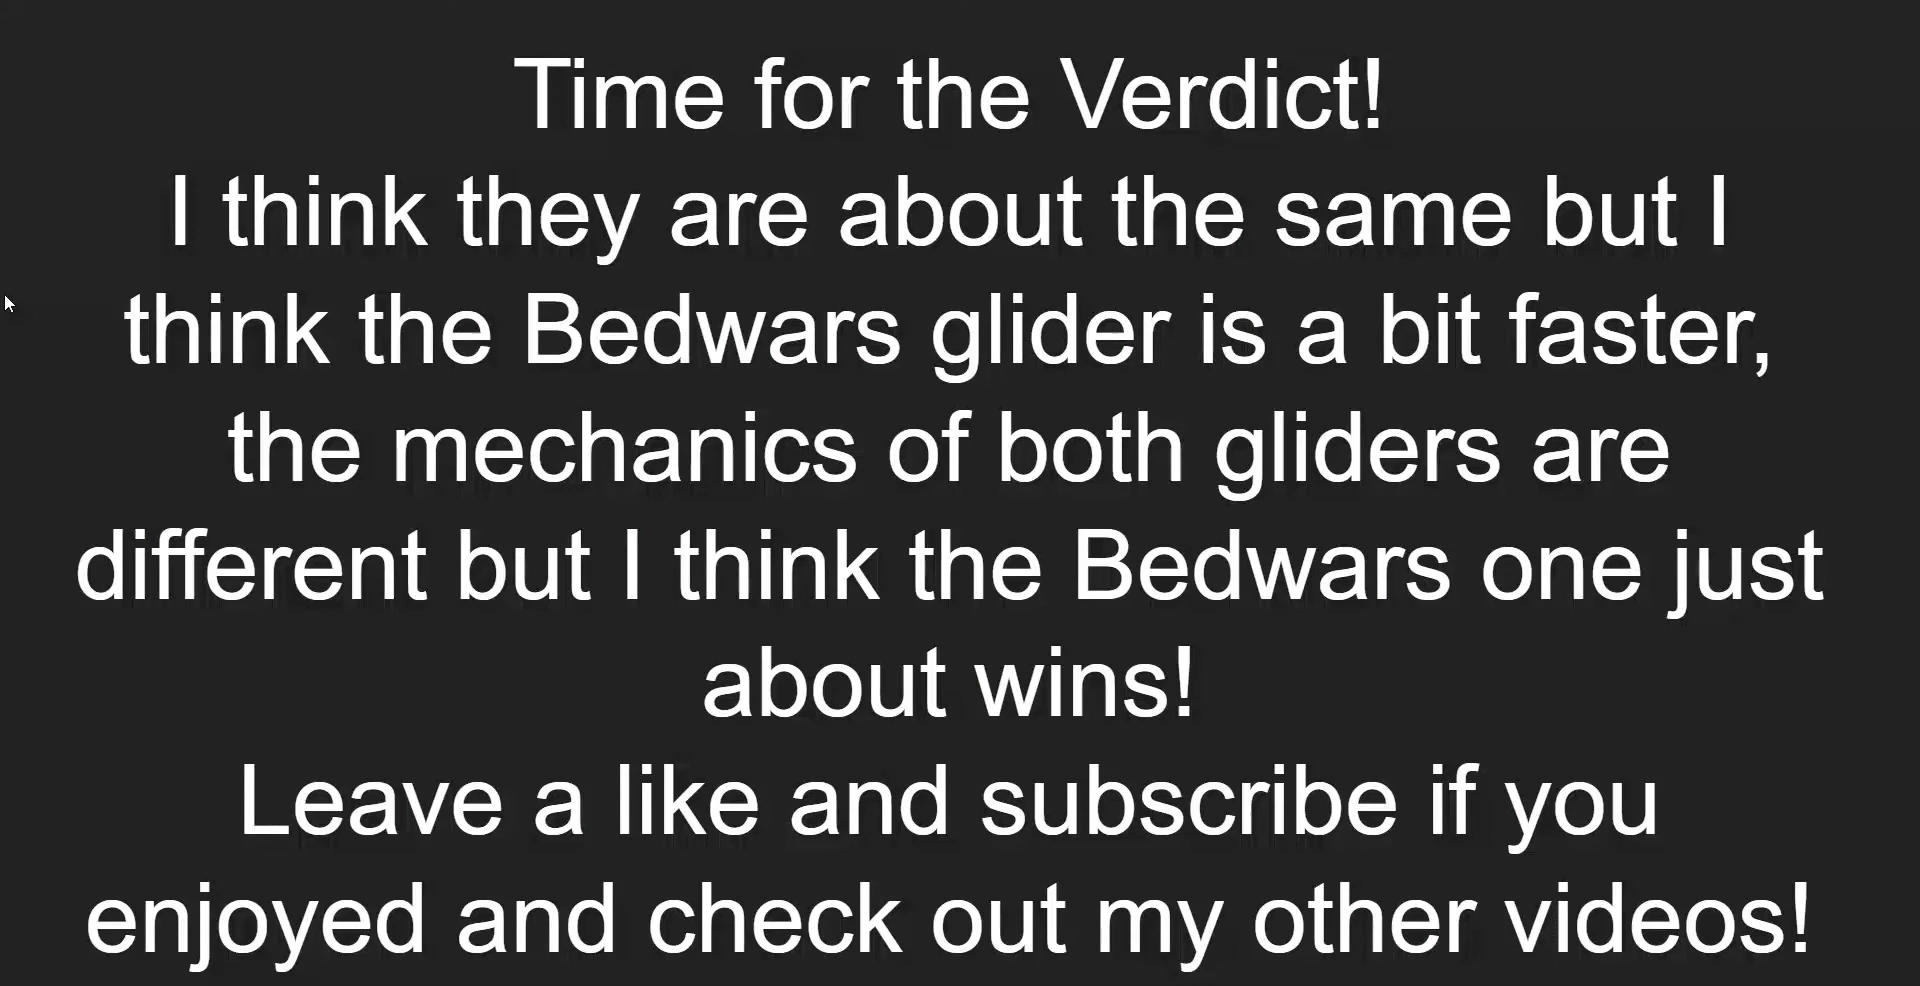 Time for the Verdict!
I think they are about the same but I
think the Bedwars glider is a bit faster,
the mechanics of both gliders are
different but I think the Bedwars one just
about wins!
Leave a like and subscribe if you
enjoyed and check out my other videos!